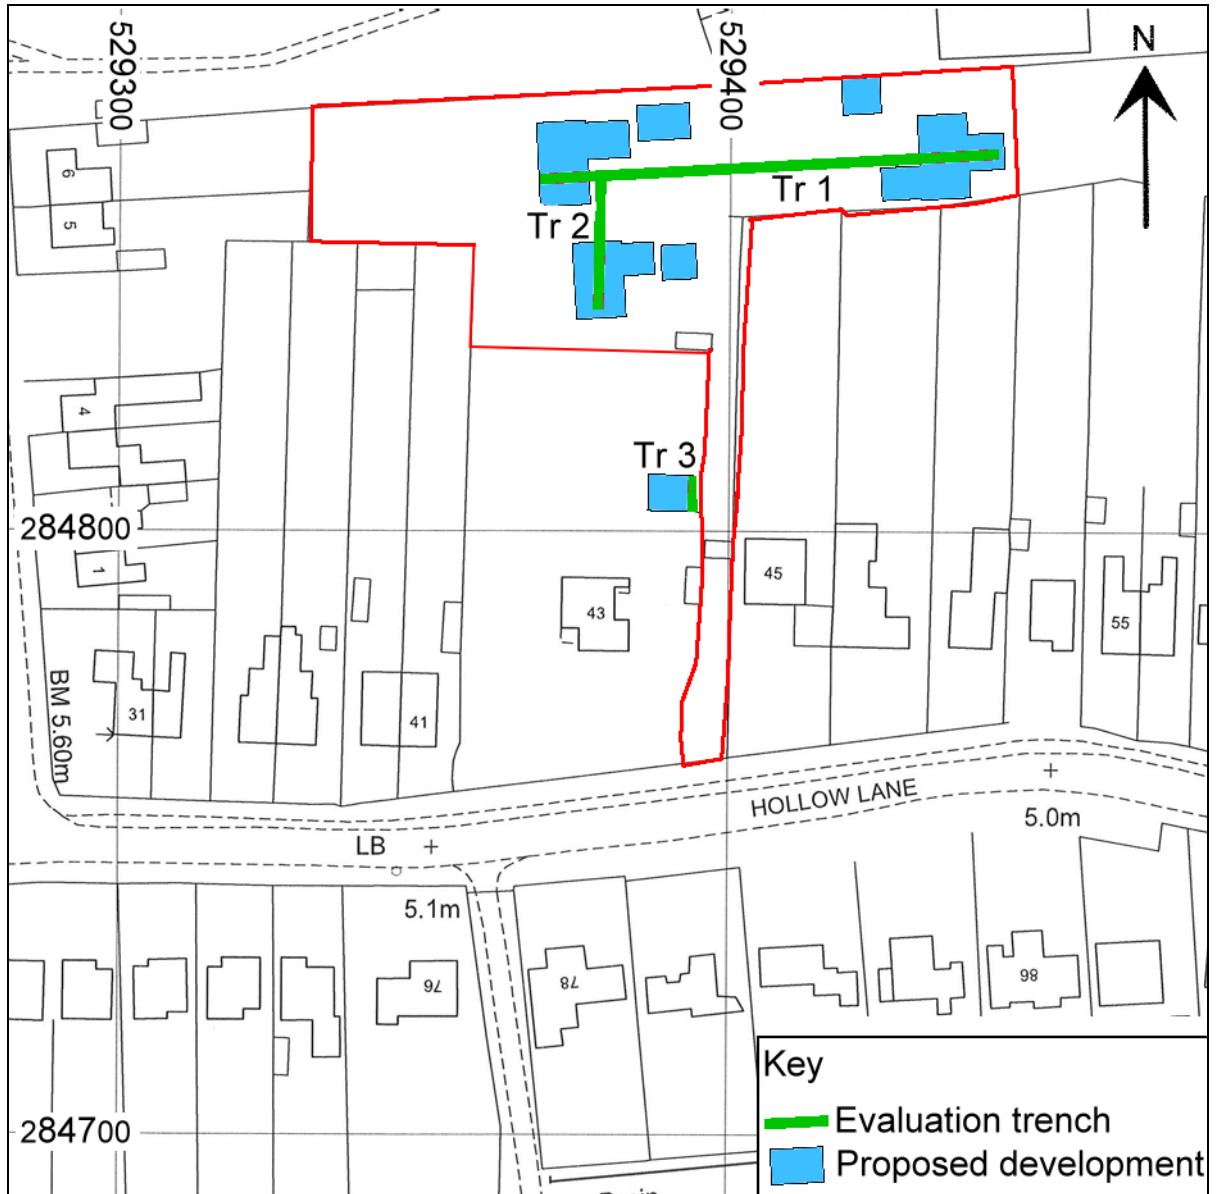 529300
529400
N
6
5
Tr 1
Tr 2
4
Tr 3
284800
1
43
45
55
BM 5.60m
31
41
HOLLOW LANE
5.0m
LB
5.1m
76
78
86
Key
Evaluation trench
284700
Proposed development